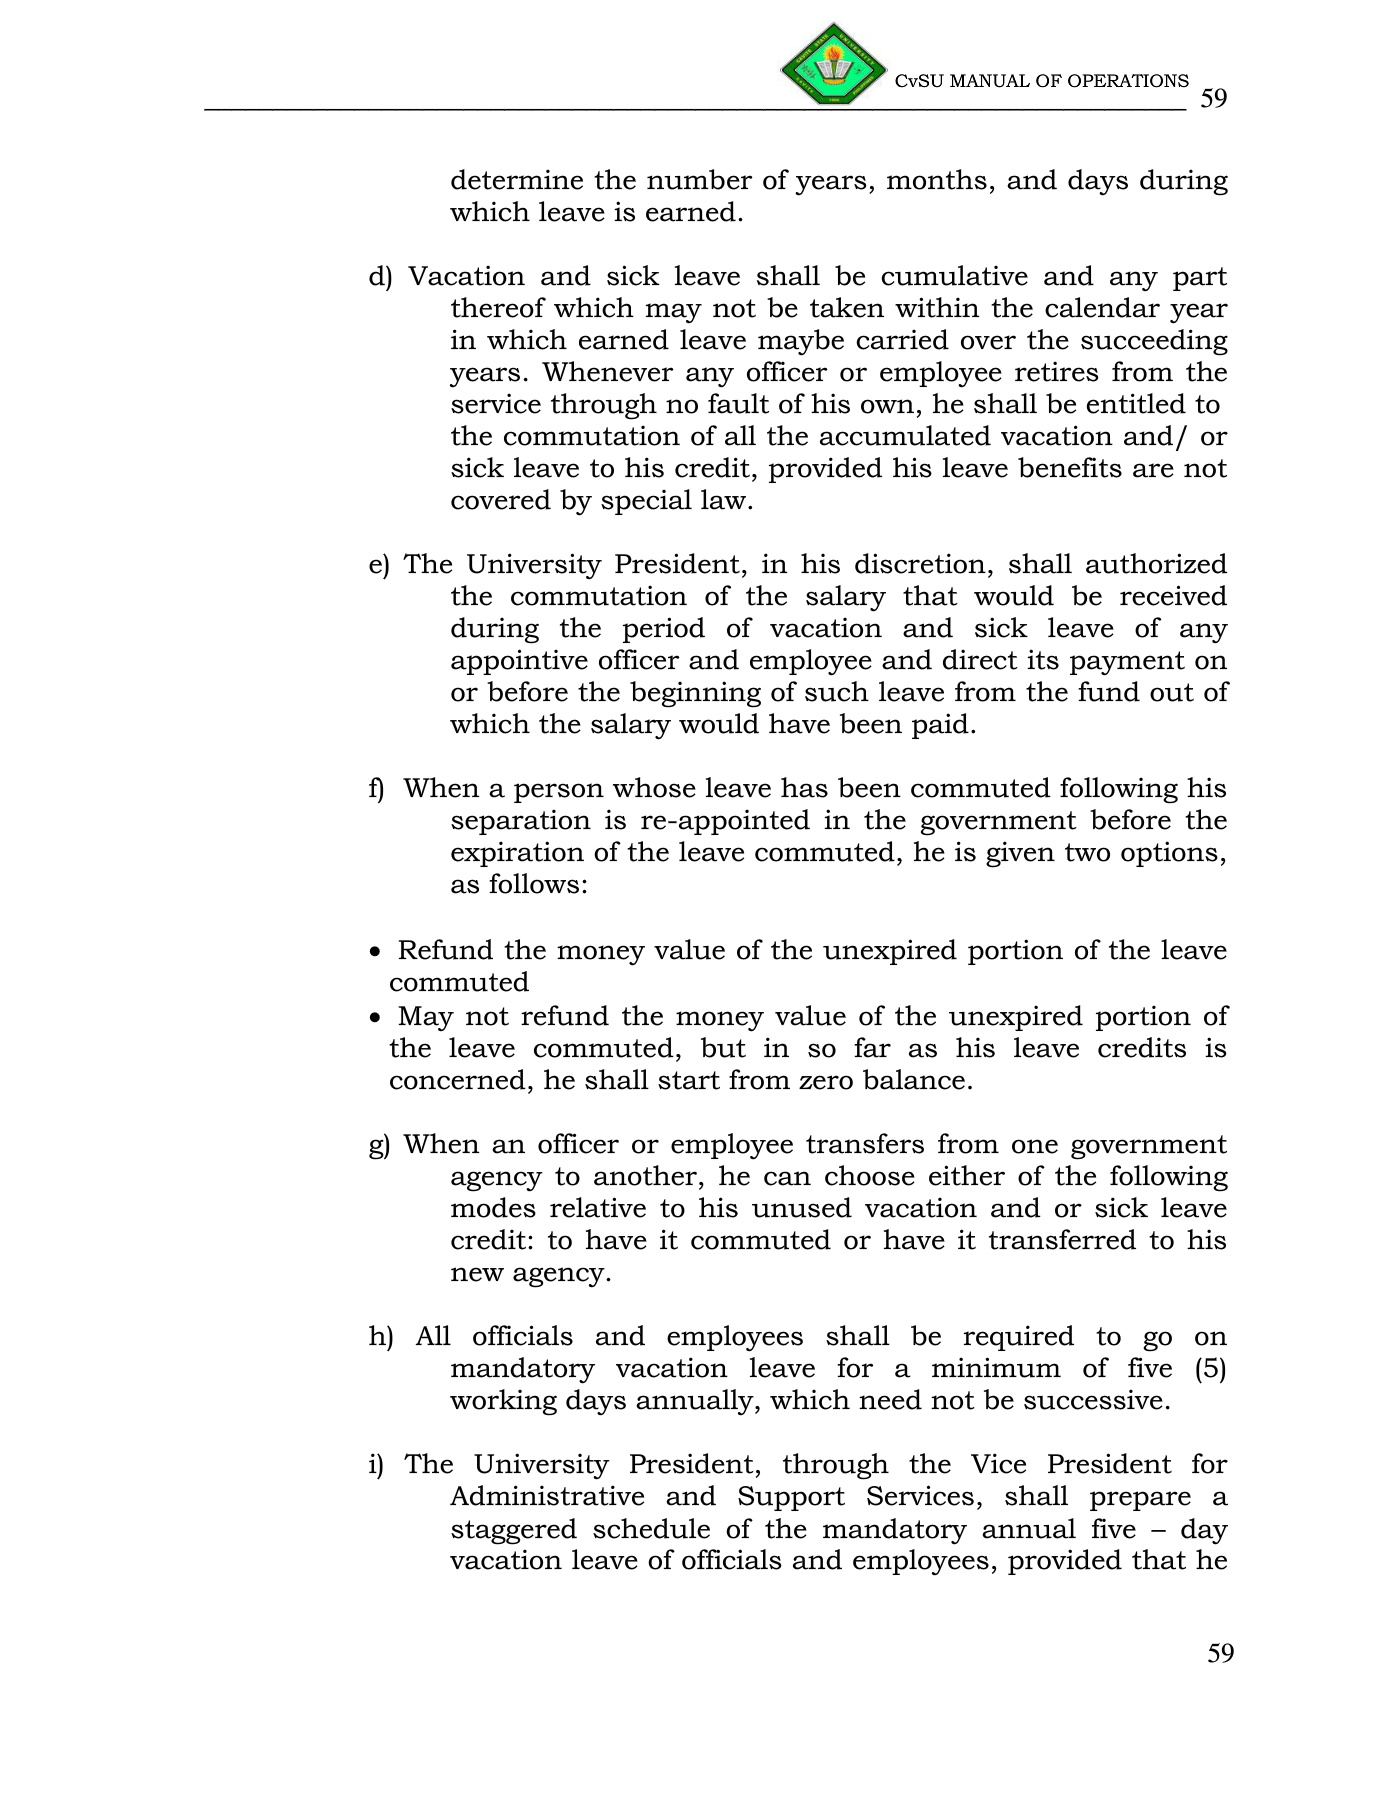 CvSU MANUAL OF OPERATIONS
59
determine the number of years, months, and days during
which leave is earned.
d) Vacation and sick leave shall be cumulative and any part
thereof which may not be taken within the calendar year
in which earned leave maybe carried over the succeeding
years. Whenever any officer or employee retires from the
service through no fault of his own, he shall be entitled to
the commutation of all the accumulated vacation and/ or
sick leave to his credit, provided his leave benefits are not
covered by special law.
e) The University President, in his discretion, shall authorized
the commutation of the salary that would be received
during the period of vacation and sick leave of any
appointive officer and employee and direct its payment on
or before the beginning of such leave from the fund out of
which the salary would have been paid.
f) When a person whose leave has been commuted following his
separation is re-appointed in the government before the
expiration of the leave commuted, he is given two options,
as follows:
• Refund the money value of the unexpired portion of the leave
commuted
• May not refund the money value of the unexpired portion of
the leave commuted, but in so far as his leave credits is
concerned, he shall start from zero balance.
g) When an officer or employee transfers from one government
agency to another, he can choose either of the following
modes relative to his unused vacation and or sick leave
credit: to have it commuted or have it transferred to his
new agency.
h) All officials and employees shall be required to go on
mandatory vacation leave for a minimum of five (5)
working days annually, which need not be successive.
i) The University President, through the Vice President for
Administrative and Support Services, shall prepare a
staggered schedule of the mandatory annual five – day
vacation leave of officials and employees, provided that he
59